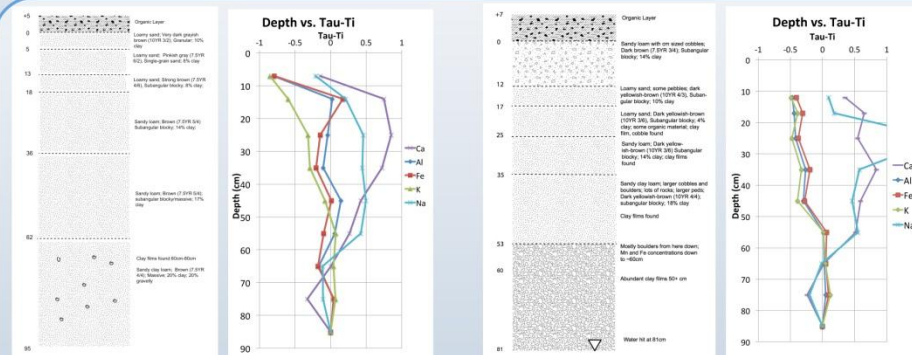 +5
Organic Layer
0
Loamy sand; Very dark grayish
brown (10YR 3/2); Granular; 10%
clay
5
Loamy sand; Pinkish gray (7.5YR
6/2), Single-grain sand; 5% clay
13
Loamy sand; Strong brown (7.5YR
4/6), Subangular blocky; 8% clay;
18
Sandy loam; Brown (7.5YR 5/4)
Subangular blocky; 14% clay;
36
Sandy loam; Brown (7.5YR 5/4)
subangular blocky/massive; 17%
clay
62
Clay films found 60cm-80cm
Sandy clay loam, Brown (7.5YR
4/4); Massive; 20% clay; 20%
gravelly
95
Depth vs. Tau-Ti
Tau-Ti
-1 -0.5 0 0.5 1
0
10
20
30
40
50
60
70
80
90
Depth (cm)
Ca
Al
Fe
K
Na
+7
Organic Layer
0
Sandy loam with cm sized cobbles;
Dark brown (7.5YR 3/4); Subangular
blocky; 14% clay
12
Loamy sand; some pebbles; dark
yellowish-brown (10YR 4/3), Suban-
gular blocky; 10% clay
17
Loamy sand, Dark yellowish-brown
(10YR 3/6), Subangular blocky; 4%
clay; some organic material; clay
film, cobble found
25
Sandy loam; Dark yellow-
ish-brown (10YR 3/6) Subangular
blocky; 14% clay; clay films
found
35
Sandy clay loam; larger cobbles and
boulders; lots of rocks; larger peds;
Dark yellowish-brown (10YR 4/4);
subangular blocky; 18% clay
Clay films found
53
Mostly boulders from here down;
Mn and Fe concentrations down
to ~60cm
60
Abundant clay films 50+ cm
Water hit at 81cm
81
Depth vs. Tau-Ti
Tau-Ti
-1 -0.5 0 0.5 1
0
10
20
30
40
50
60
70
80
90
Depth (cm)
Ca
Al
Fe
K
Na